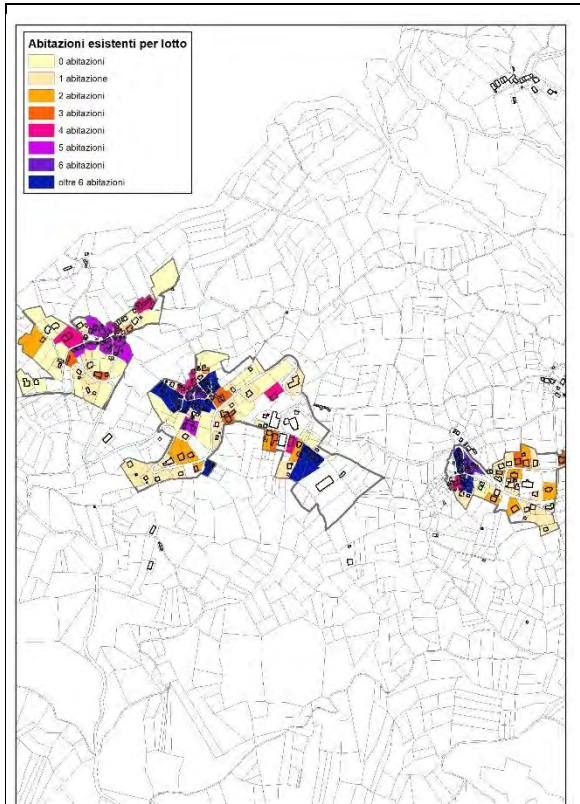 Abitazioni esistenti per lotto
0 abitazioni
1 abitazione
2 abitazioni
3 abitazioni
4 abitazioni
5 abitazioni
6 abitazioni
oltre 6 abitazioni